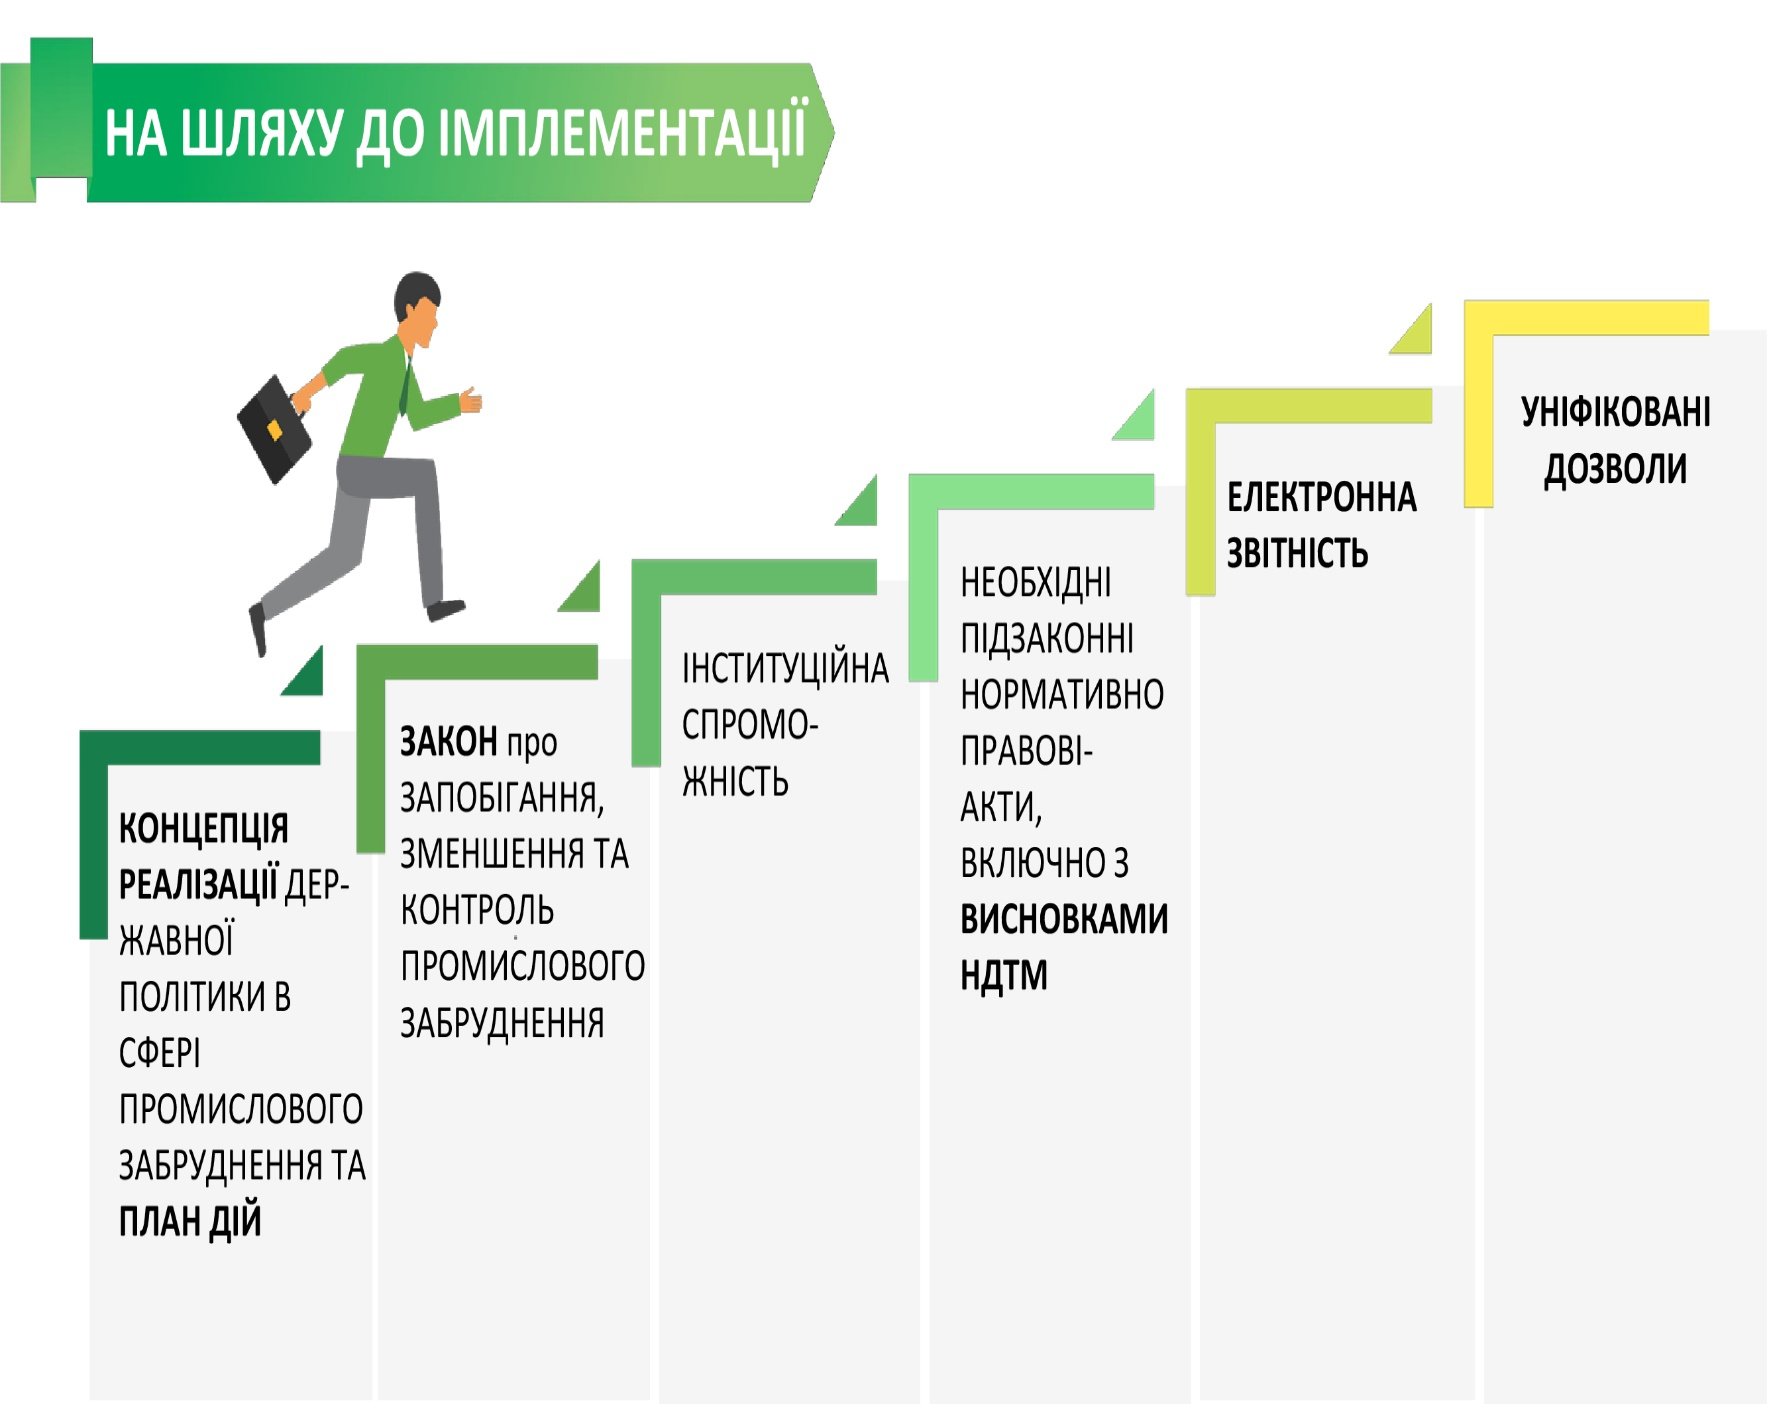 НА ШЛЯХУ ДО ІМПЛЕМЕНТАЦІЇ
КОНЦЕПЦІЯ
РЕАЛІЗАЦІЇ ДЕР-
ЖАВНОЇ
ПОЛІТИКИ В
СФЕРІ
ПРОМИСЛОВОГО
ЗАБРУДНЕННЯ ТА
ПЛАН ДІЙ
ЗАКОН про
ЗАПОБІГАННЯ,
ЗМЕНШЕННЯ ТА
КОНТРОЛЬ
ПРОМИСЛОВОГО
ЗАБРУДНЕННЯ
ІНСТИТУЦІЙНА
СПРОМО-
ЖНІСТЬ
НЕОБХІДНІ
ПІДЗАКОННІ
НОРМАТИВНО
ПРАВОВІ-
АКТИ,
ВКЛЮЧНО З
ВИСНОВКАМИ
НДТМ
ЕЛЕКТРОННА
ЗВІТНІСТЬ
УНІФІКОВАНІ
ДОЗВОЛИ